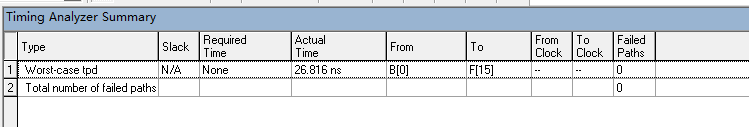 Timing Analyzer Summary
Type Slack Required Time Actual Time From To From Clock To Clock Failed Paths
1 Worst-case tpd N/A None 26.816 ns B[0] F[15] -- -- 0
2 Total number of failed paths 0